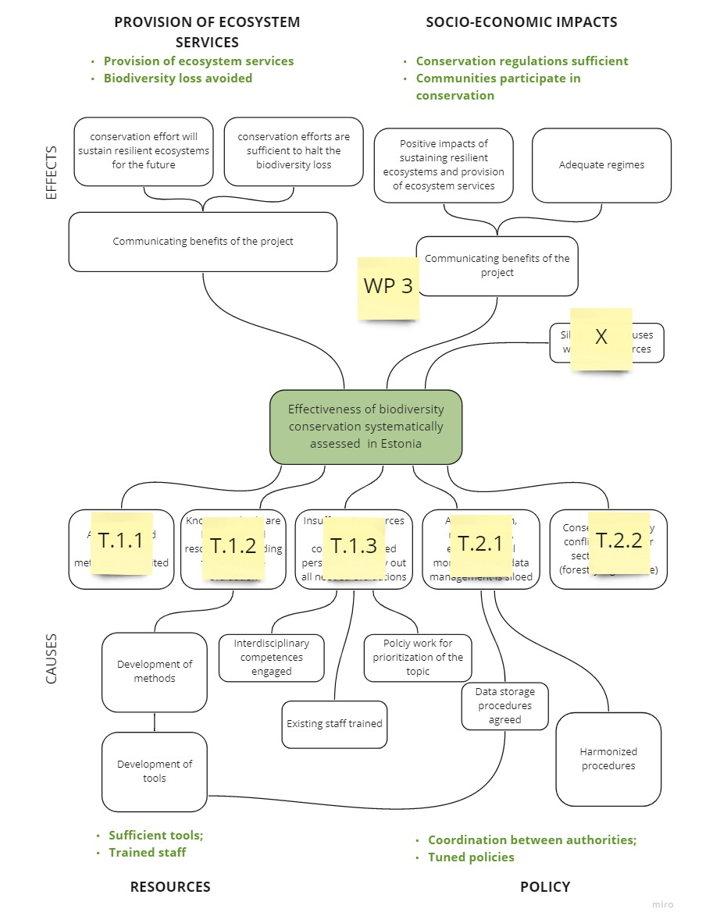 PROVISION OF ECOSYSTEM
SERVICES
• Provision of ecosystem services
• Biodiversity loss avoided
SOCIO-ECONOMIC IMPACTS
• Conservation regulations sufficient
• Communities participate in
conservation
EFFECTS
conservation effort will
sustain resilient ecosystems
for the future
conservation efforts are
sufficient to halt the
biodiversity loss
Positive impacts of
sustaining resilient
ecosystems and provision
of ecosystem services
Adequate regimes
Communicating benefits of the project
Communicating benefits of the
project
WP 3
X
Effectiveness of biodiversity
conservation systematically
assessed in Estonia
T.1.1
T.1.2
T.1.3
all needed evaluations
T.2.1
management is siloed
T.2.2
CAUSES
Development of
methods
Interdisciplinary
competences
engaged
Polciy work for
prioritization of the
topic
Existing staff trained
Data storage
procedures
agreed
Development of
tools
Harmonized
procedures
• Sufficient tools;
• Trained staff
• Coordination between authorities;
• Tuned policies
RESOURCES
POLICY
miro